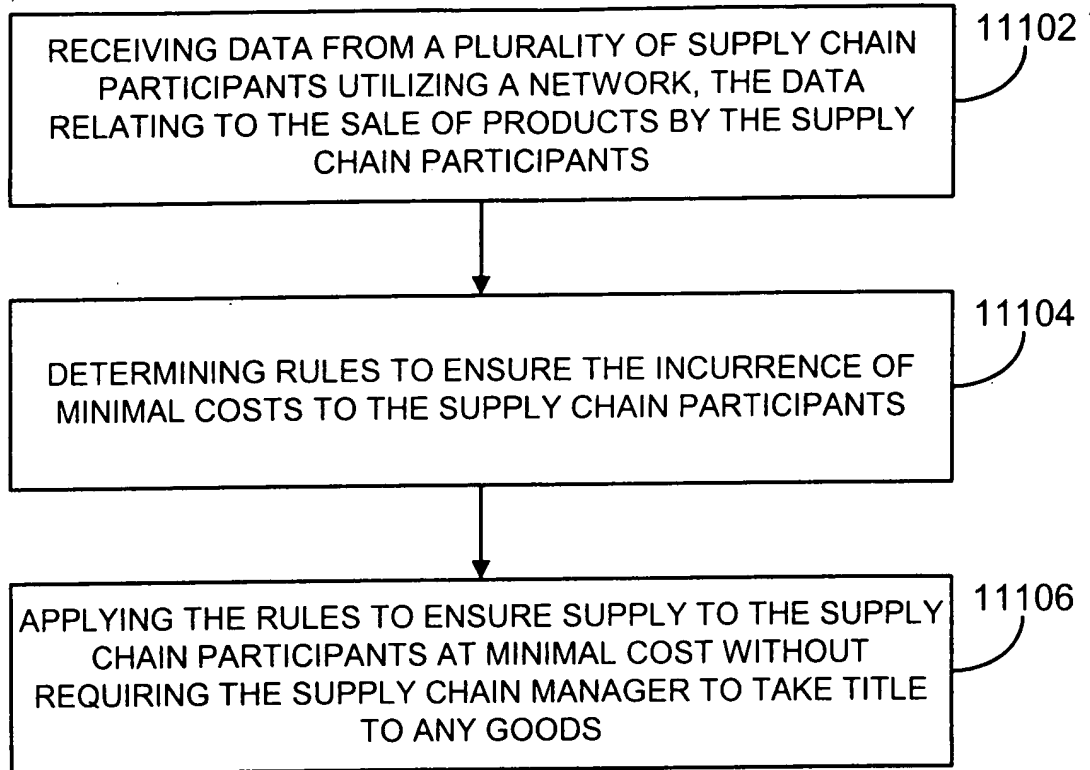 11102
RECEIVING DATA FROM A PLURALITY OF SUPPLY CHAIN
PARTICIPANTS UTILIZING A NETWORK, THE DATA
RELATING TO THE SALE OF PRODUCTS BY THE SUPPLY
CHAIN PARTICIPANTS
11104
DETERMINING RULES TO ENSURE THE INCURRENCE OF
MINIMAL COSTS TO THE SUPPLY CHAIN PARTICIPANTS
11106
APPLYING THE RULES TO ENSURE SUPPLY TO THE SUPPLY
CHAIN PARTICIPANTS AT MINIMAL COST WITHOUT
REQUIRING THE SUPPLY CHAIN MANAGER TO TAKE TITLE
TO ANY GOODS